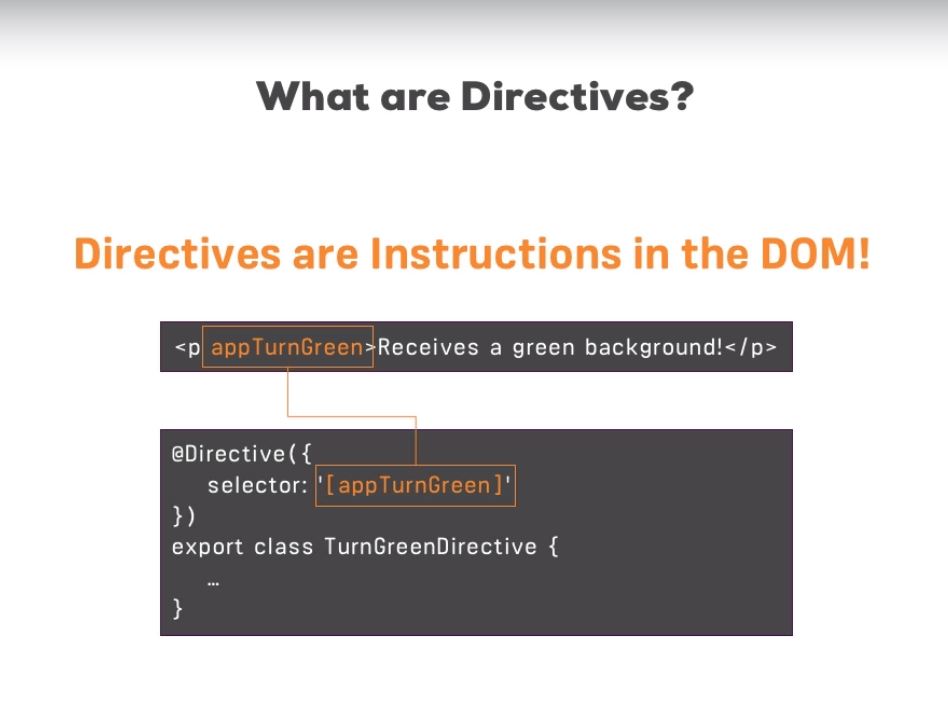 What are Directives?
Directives are Instructions in the DOM!
<p appTurnGreen>Receives a green background!</p>
@Directive({
selector: '[appTurnGreen]'
})
export class TurnGreenDirective {
…
}